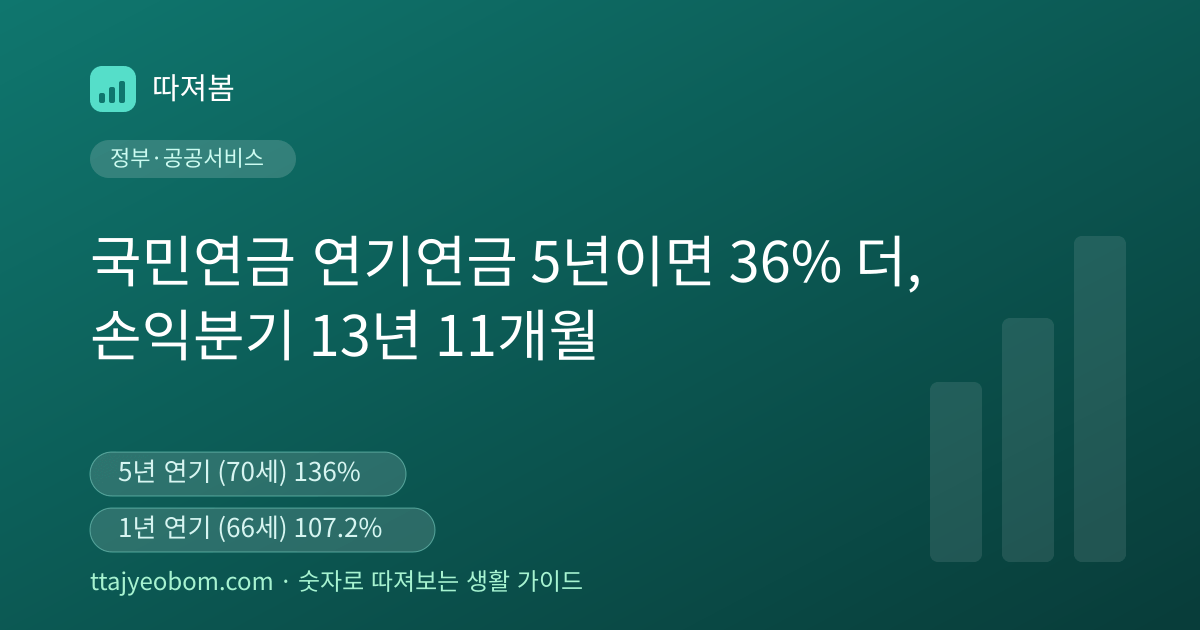 따져봄
정부·공공서비스
국민연금 연기연금 5년이면 36% 더,
손익분기 13년 11개월
5년 연기 (70세) 136%
1년 연기 (66세) 107.2%
ttajyeobom.com · 숫자로 따져보는 생활 가이드